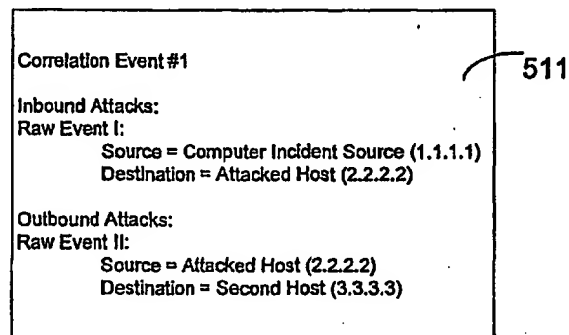 Correlation Event #1
511
Inbound Attacks:
Raw Event I:
Source = Computer Incident Source (1.1.1.1)
Destination = Attacked Host (2.2.2.2)
Outbound Attacks:
Raw Event II:
Source = Attacked Host (2.2.2.2)
Destination = Second Host (3.3.3.3)